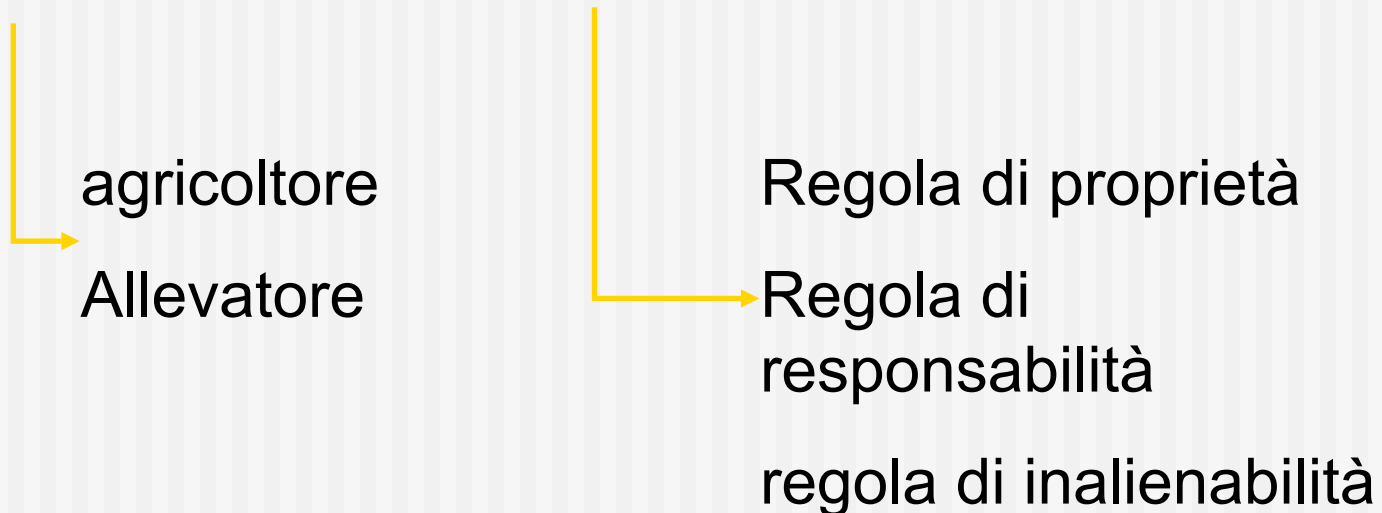 agricoltore
Allevatore
Regola di proprietà
Regola di
responsabilità
regola di inalienabilità